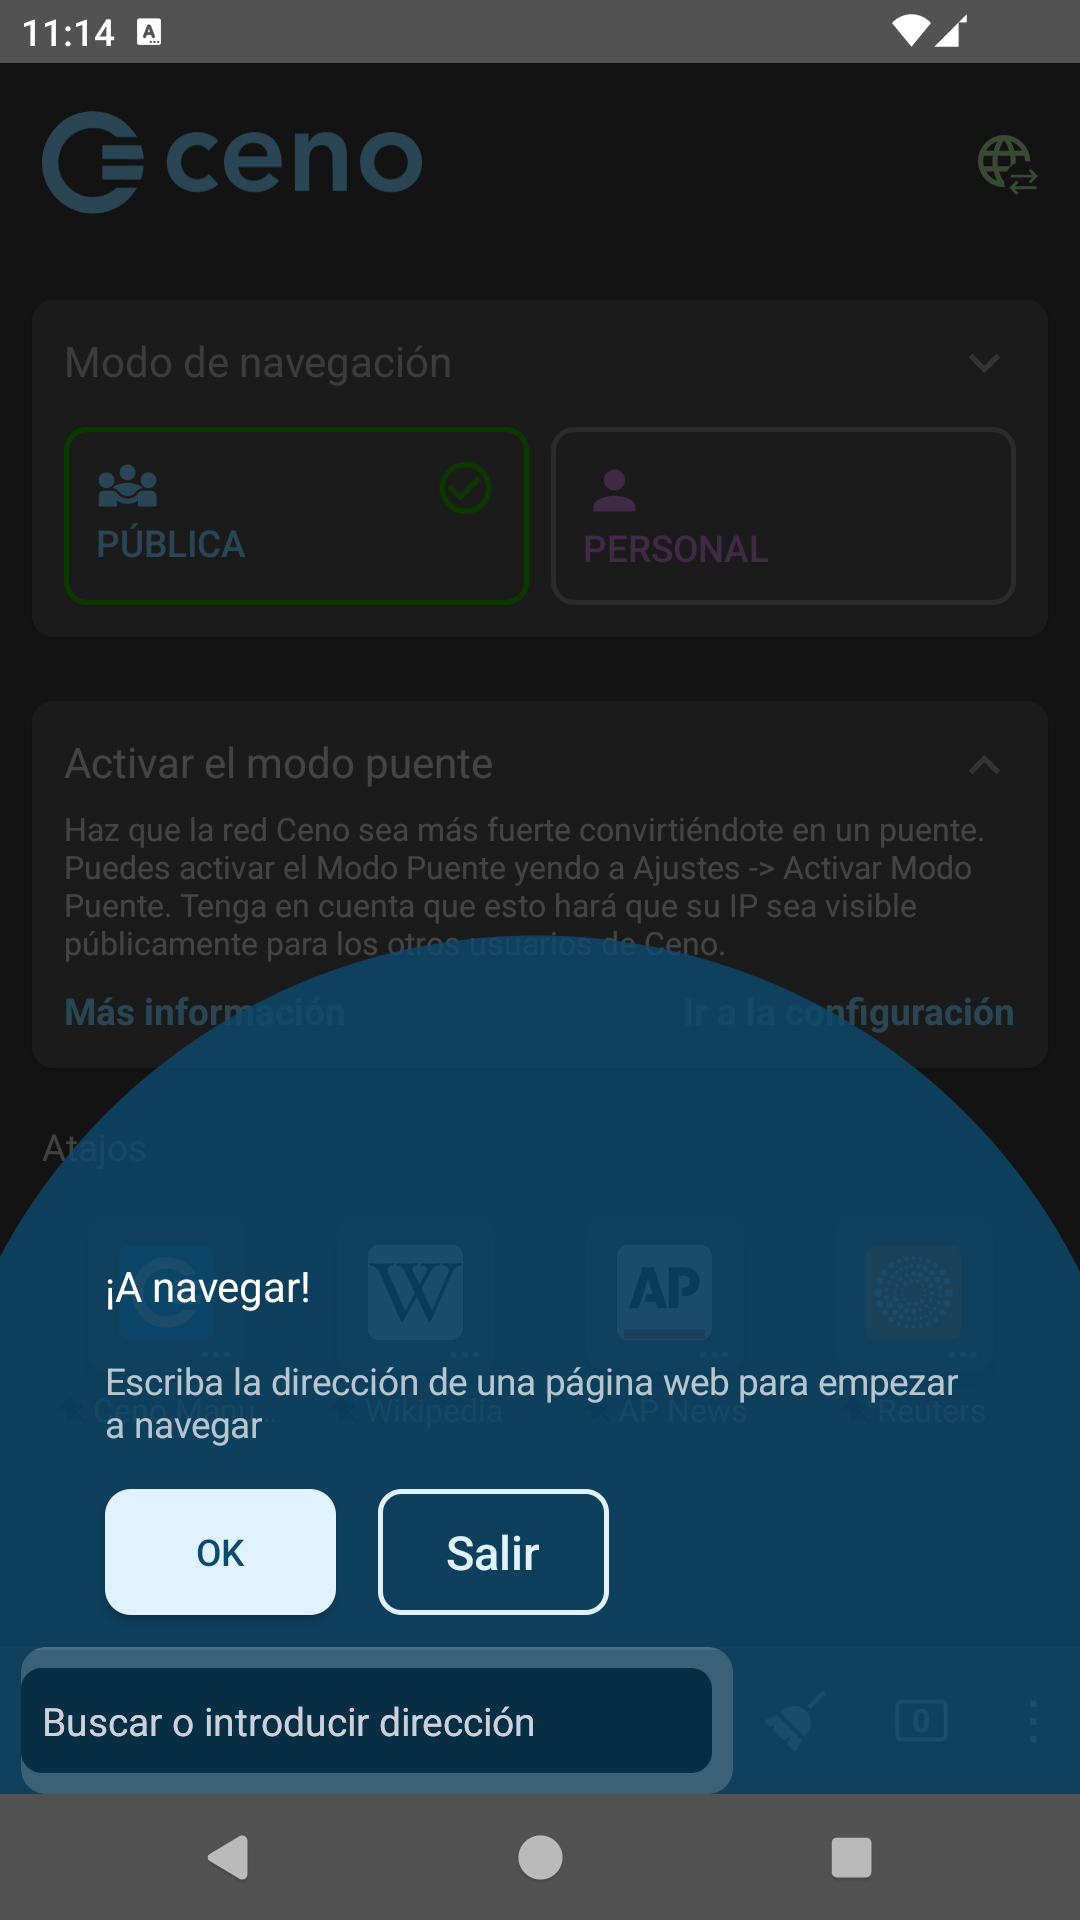 11:14
ceno
Modo de navegación
PÚBLICA
PERSONAL
Activar el modo puente
Haz que la red Ceno sea más fuerte convirtiéndote en un puente.
Puedes activar el Modo Puente yendo a Ajustes -> Activar Modo
Puente. Tenga en cuenta que esto hará que su IP sea visible
públicamente para los otros usuarios de Ceno.
Más información
Ir a la configuración
Atajos
W
AP
¡A navegar!
Ceno Manu...
Wikipedia
AP News
Reuters
Escriba la dirección de una página web para empezar
a navegar
OK
Salir
Buscar o introducir dirección
0